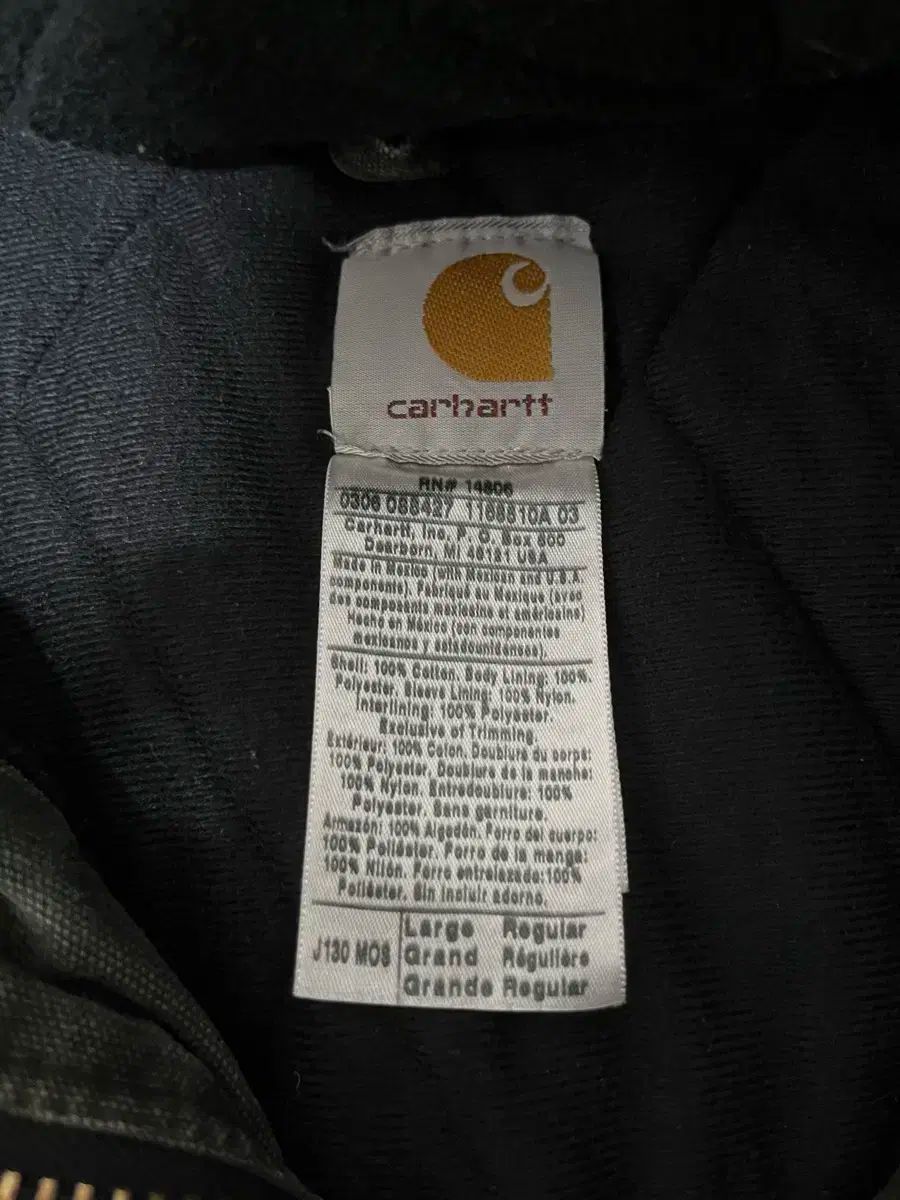 carhartt
RN# 14806
0306 088427 1168810A 03
Carhartt, Inc, P. O. Box 600
Dearborn, MI 48121 USA
Made in Mexico (with Mexican and U.S.A.
components). Fabriqué au Mexique (avec
des composants mexicains et américains)
Hecho en México (con componentes
mexicanos y estadounidenses).
Shell: 100% Cotton. Body Lining: 100%
Polyester. Sleeve Lining: 100% Nylon.
Interlining: 100% Polyester.
Exclusive of Trimming.
Extérieur: 100% Coton. Doublure du corps:
100% Polyester. Doublure de la manche:
100% Nylon. Entredoublure: 100%
Polyester. Sans garniture.
Armazón: 100% Algodón. Forro del cuerpo:
100% Poliéster. Forro de la manga:
100% Nilón. Forro entrelazado:100%
Poliéster. Sin incluir adorno.
J130 MOS
Large Regular
Grand Régulière
Grande Regular